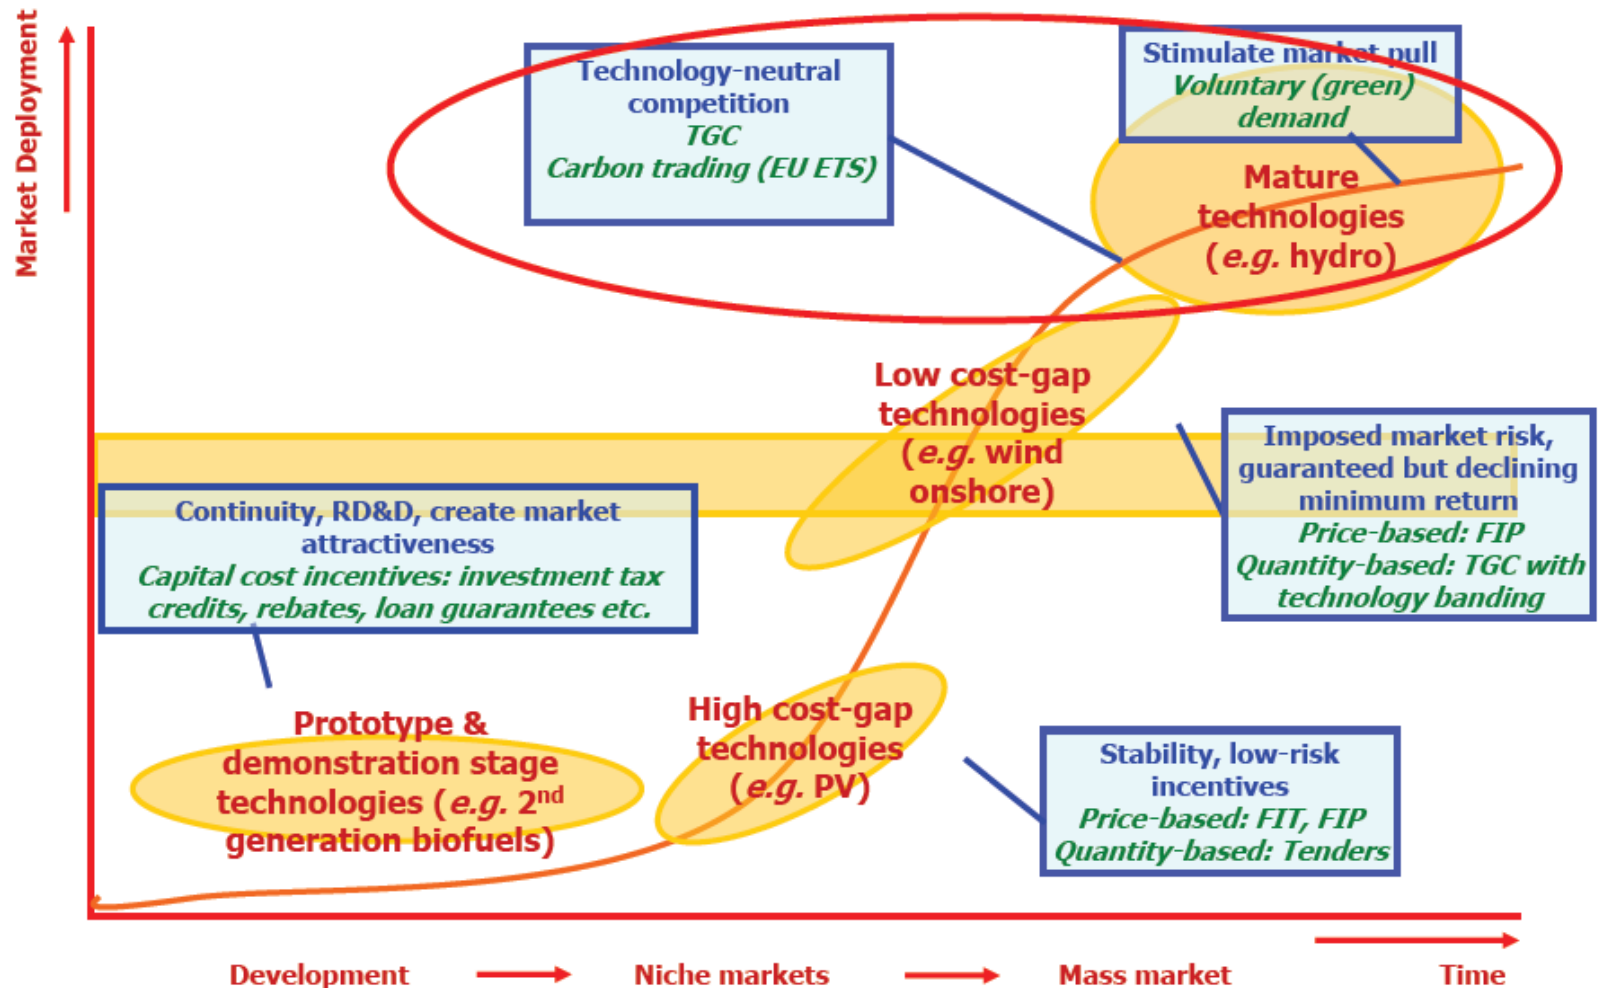 Market Deployment
Technology-neutral
competition
TGC
Carbon trading (EU ETS)
Stimulate market pull
Voluntary (green)
demand
Mature
technologies
(e.g. hydro)
Low cost-gap
technologies
(e.g. wind
onshore)
Imposed market risk,
guaranteed but declining
minimum return
Price-based: FIP
Quantity-based: TGC with
technology banding
Continuity, RD&D, create market
attractiveness
Capital cost incentives: investment tax
credits, rebates, loan guarantees etc.
Prototype &
demonstration stage
technologies (e.g. 2nd
generation biofuels)
High cost-gap
technologies
(e.g. PV)
Stability, low-risk
incentives
Price-based: FIT, FIP
Quantity-based: Tenders
Development
Niche markets
Mass market
Time